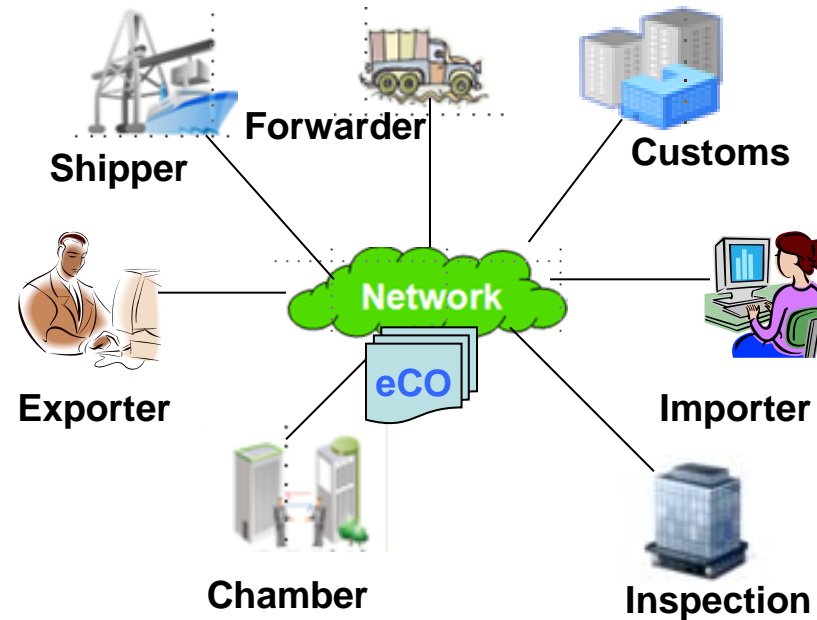 Forwarder
Shipper
Customs
Network
eCO
Exporter
Importer
Chamber
Inspection